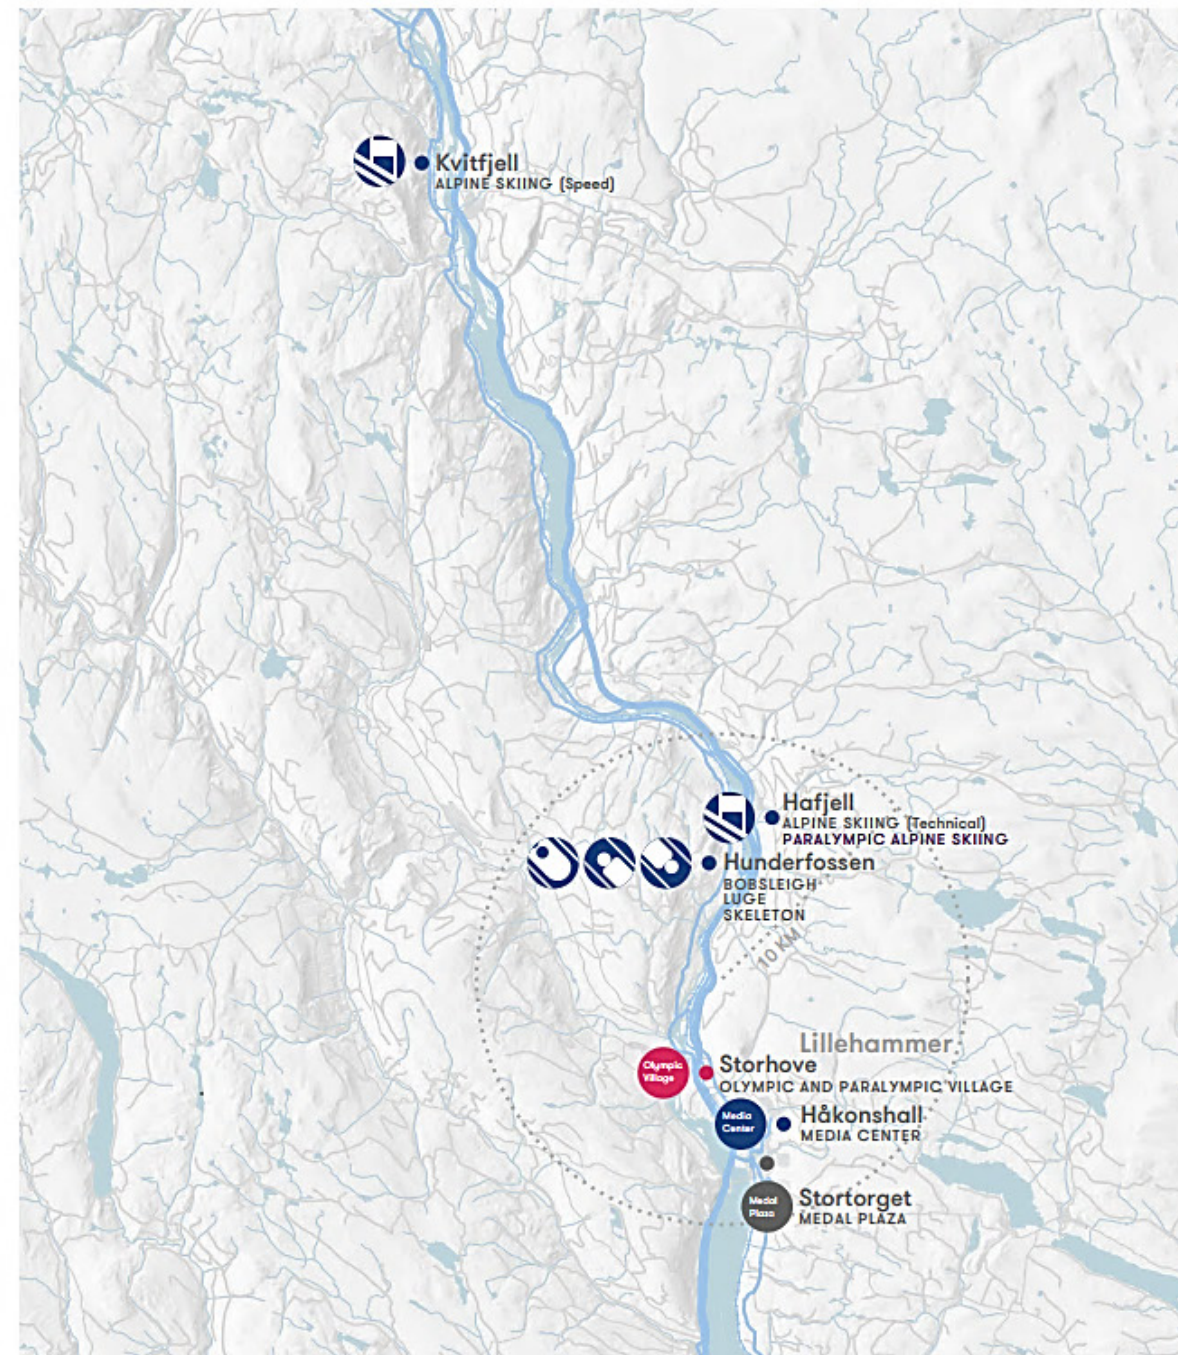 Kvitfjell
ALPINE SKIING (Speed)
Hafjell
ALPINE SKIING (Technical)
PARALYMPIC ALPINE SKIING
Hunderfossen
BOBSLEIGH
LUGE
SKELETON
10 KM
Lillehammer
Olympic
Village
Storhove
OLYMPIC AND PARALYMPIC VILLAGE
Media
Center
Håkonshall
MEDIA CENTER
Medal
Plaza
Stortorget
MEDAL PLAZA